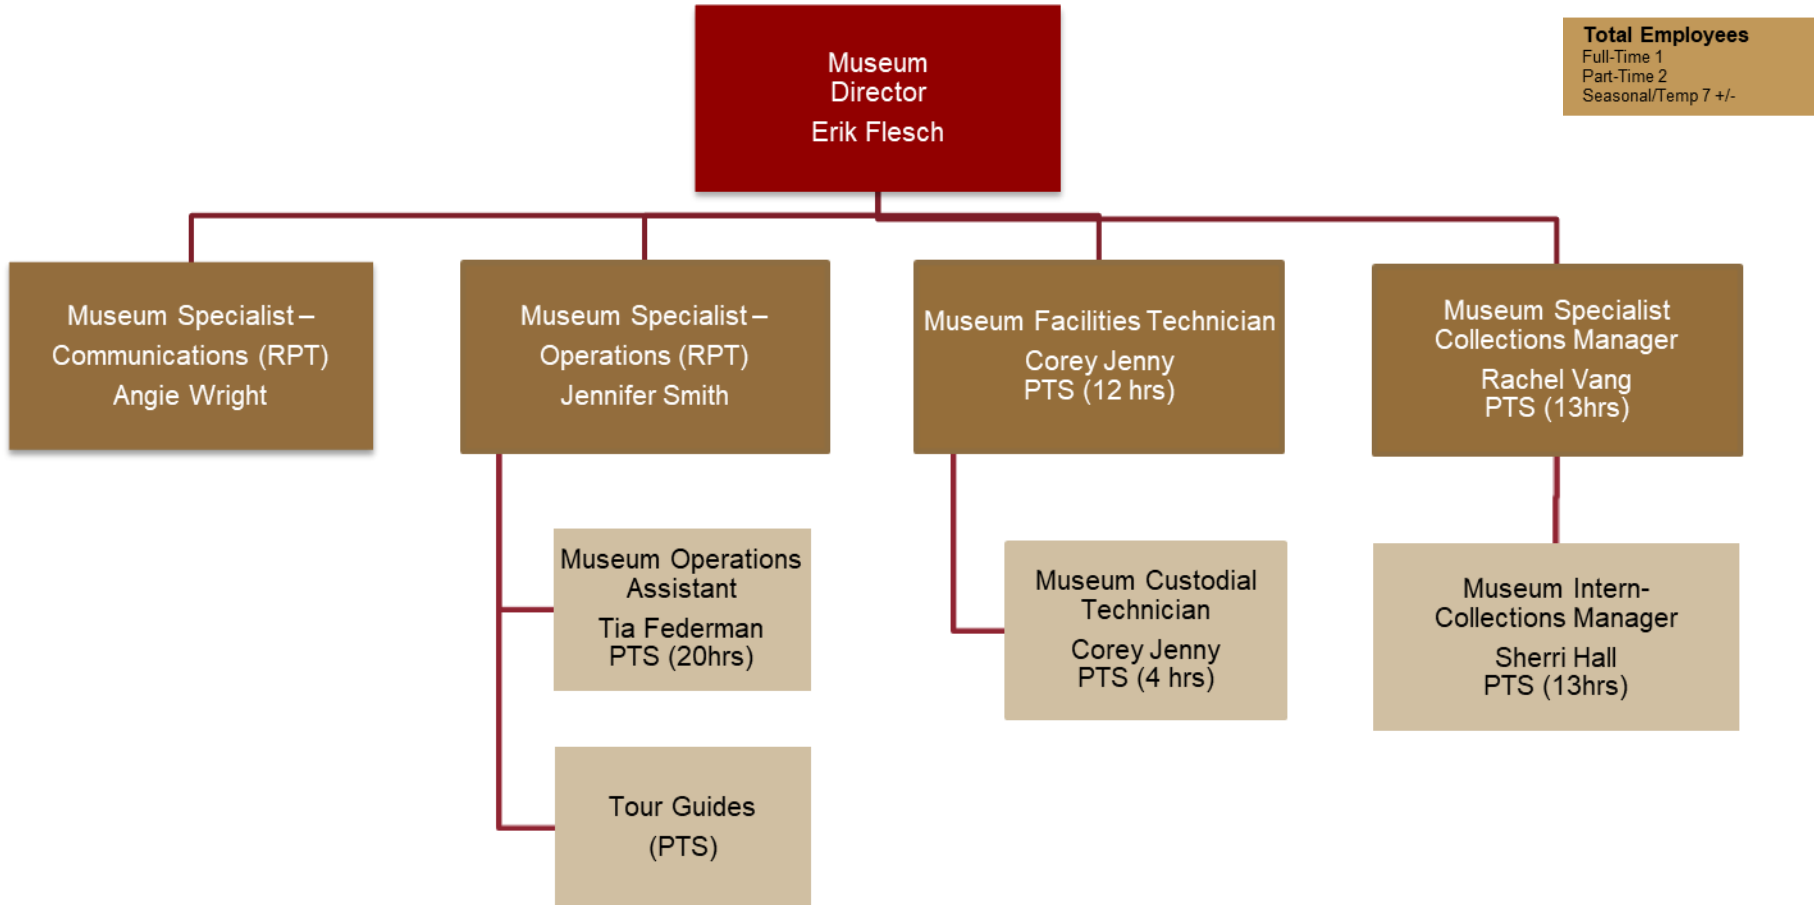 Museum
Director
Erik Flesch
Total Employees
Full-Time 1
Part-Time 2
Seasonal/Temp 7 +/-
Museum Specialist –
Communications (RPT)
Angie Wright
Museum Specialist –
Operations (RPT)
Jennifer Smith
Museum Facilities Technician
Corey Jenny
PTS (12 hrs)
Museum Specialist
Collections Manager
Rachel Vang
PTS (13hrs)
Museum Operations
Assistant
Tia Federman
PTS (20hrs)
Museum Custodial
Technician
Corey Jenny
PTS (4 hrs)
Museum Intern-
Collections Manager
Sherri Hall
PTS (13hrs)
Tour Guides
(PTS)